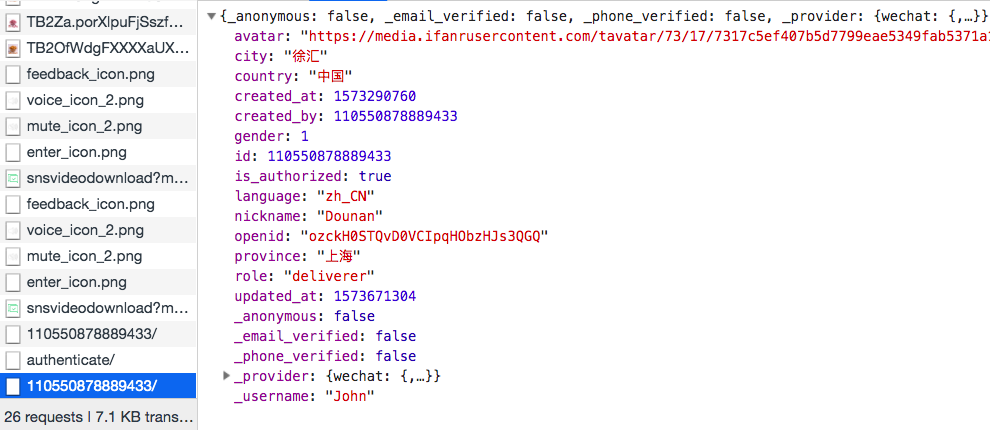 TB2Za.porXlpuFjSszf...
TB2OfWdgFXXXXaUX...
feedback_icon.png
voice_icon_2.png
mute_icon_2.png
enter_icon.png
snsvideodownload?m...
feedback_icon.png
voice_icon_2.png
mute_icon_2.png
enter_icon.png
snsvideodownload?m...
110550878889433/
authenticate/
110550878889433/
26 requests | 7.1 KB trans...
{_anonymous: false, _email_verified: false, _phone_verified: false, _provider: {wechat: {,…}}
avatar: "https://media.ifanrusercontent.com/tavatar/73/17/7317c5ef407b5d7799eae5349fab5371a1
city: "徐汇"
country: "中国"
created_at: 1573290760
created_by: 110550878889433
gender: 1
id: 110550878889433
is_authorized: true
language: "zh_CN"
nickname: "Dounan"
openid: "ozckH0STQvD0VCIpqHObzHJs3QGQ"
province: "上海"
role: "deliverer"
updated_at: 1573671304
_anonymous: false
_email_verified: false
_phone_verified: false
_provider: {wechat: {,…}}
_username: "John"